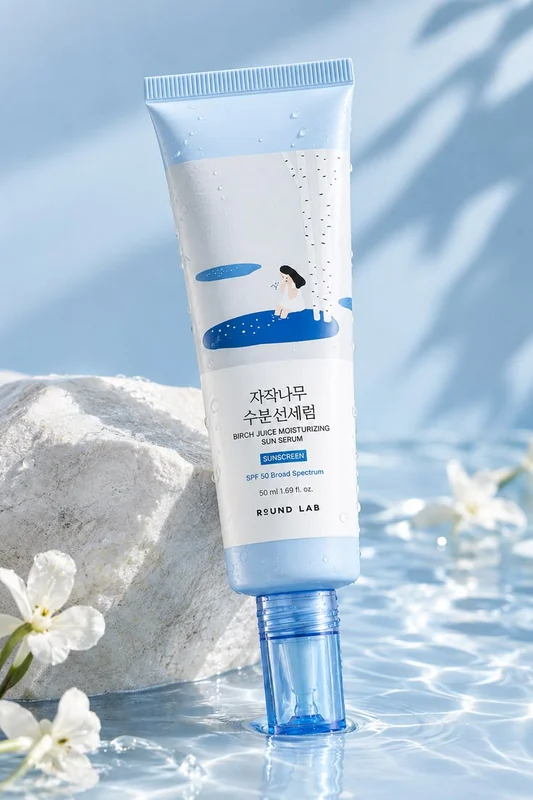 자작나무
수분선세럼
BIRCH JUICE MOISTURIZING
SUN SERUM
SUNSCREEN
SPF 50 Broad Spectrum
50 ml 1.69 fl. oz.
ROUND LAB